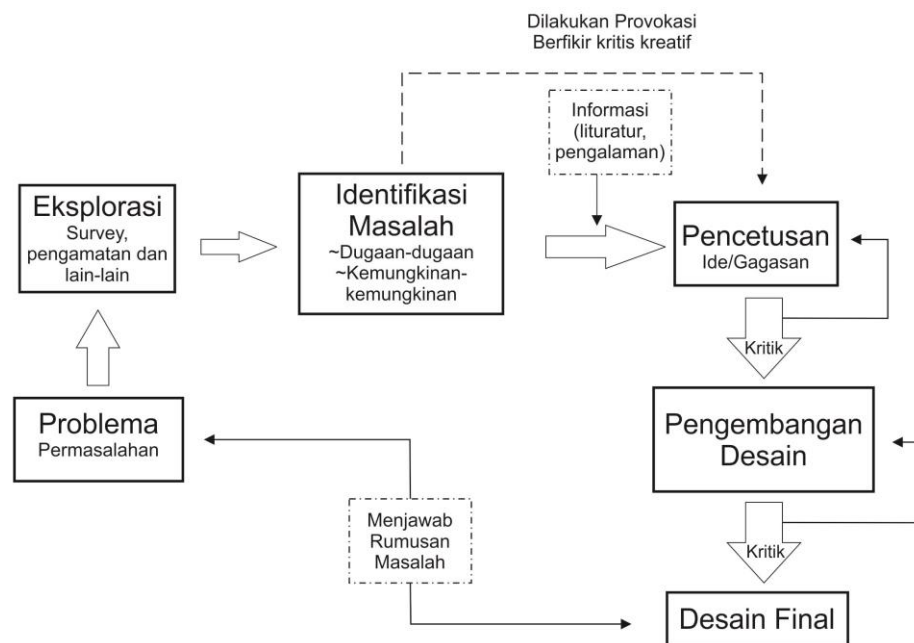 Dilakukan Provokasi
Berfikir kritis kreatif
Informasi
(lituratur,
pengalaman)
Eksplorasi
Survey,
pengamatan dan
lain-lain
Identifikasi
Masalah
~Dugaan-dugaan
~Kemungkinan-
kemungkinan
Pencetusan
Ide/Gagasan
Kritik
Problema
Permasalahan
Pengembangan
Desain
Menjawab
Rumusan
Masalah
Kritik
Desain Final